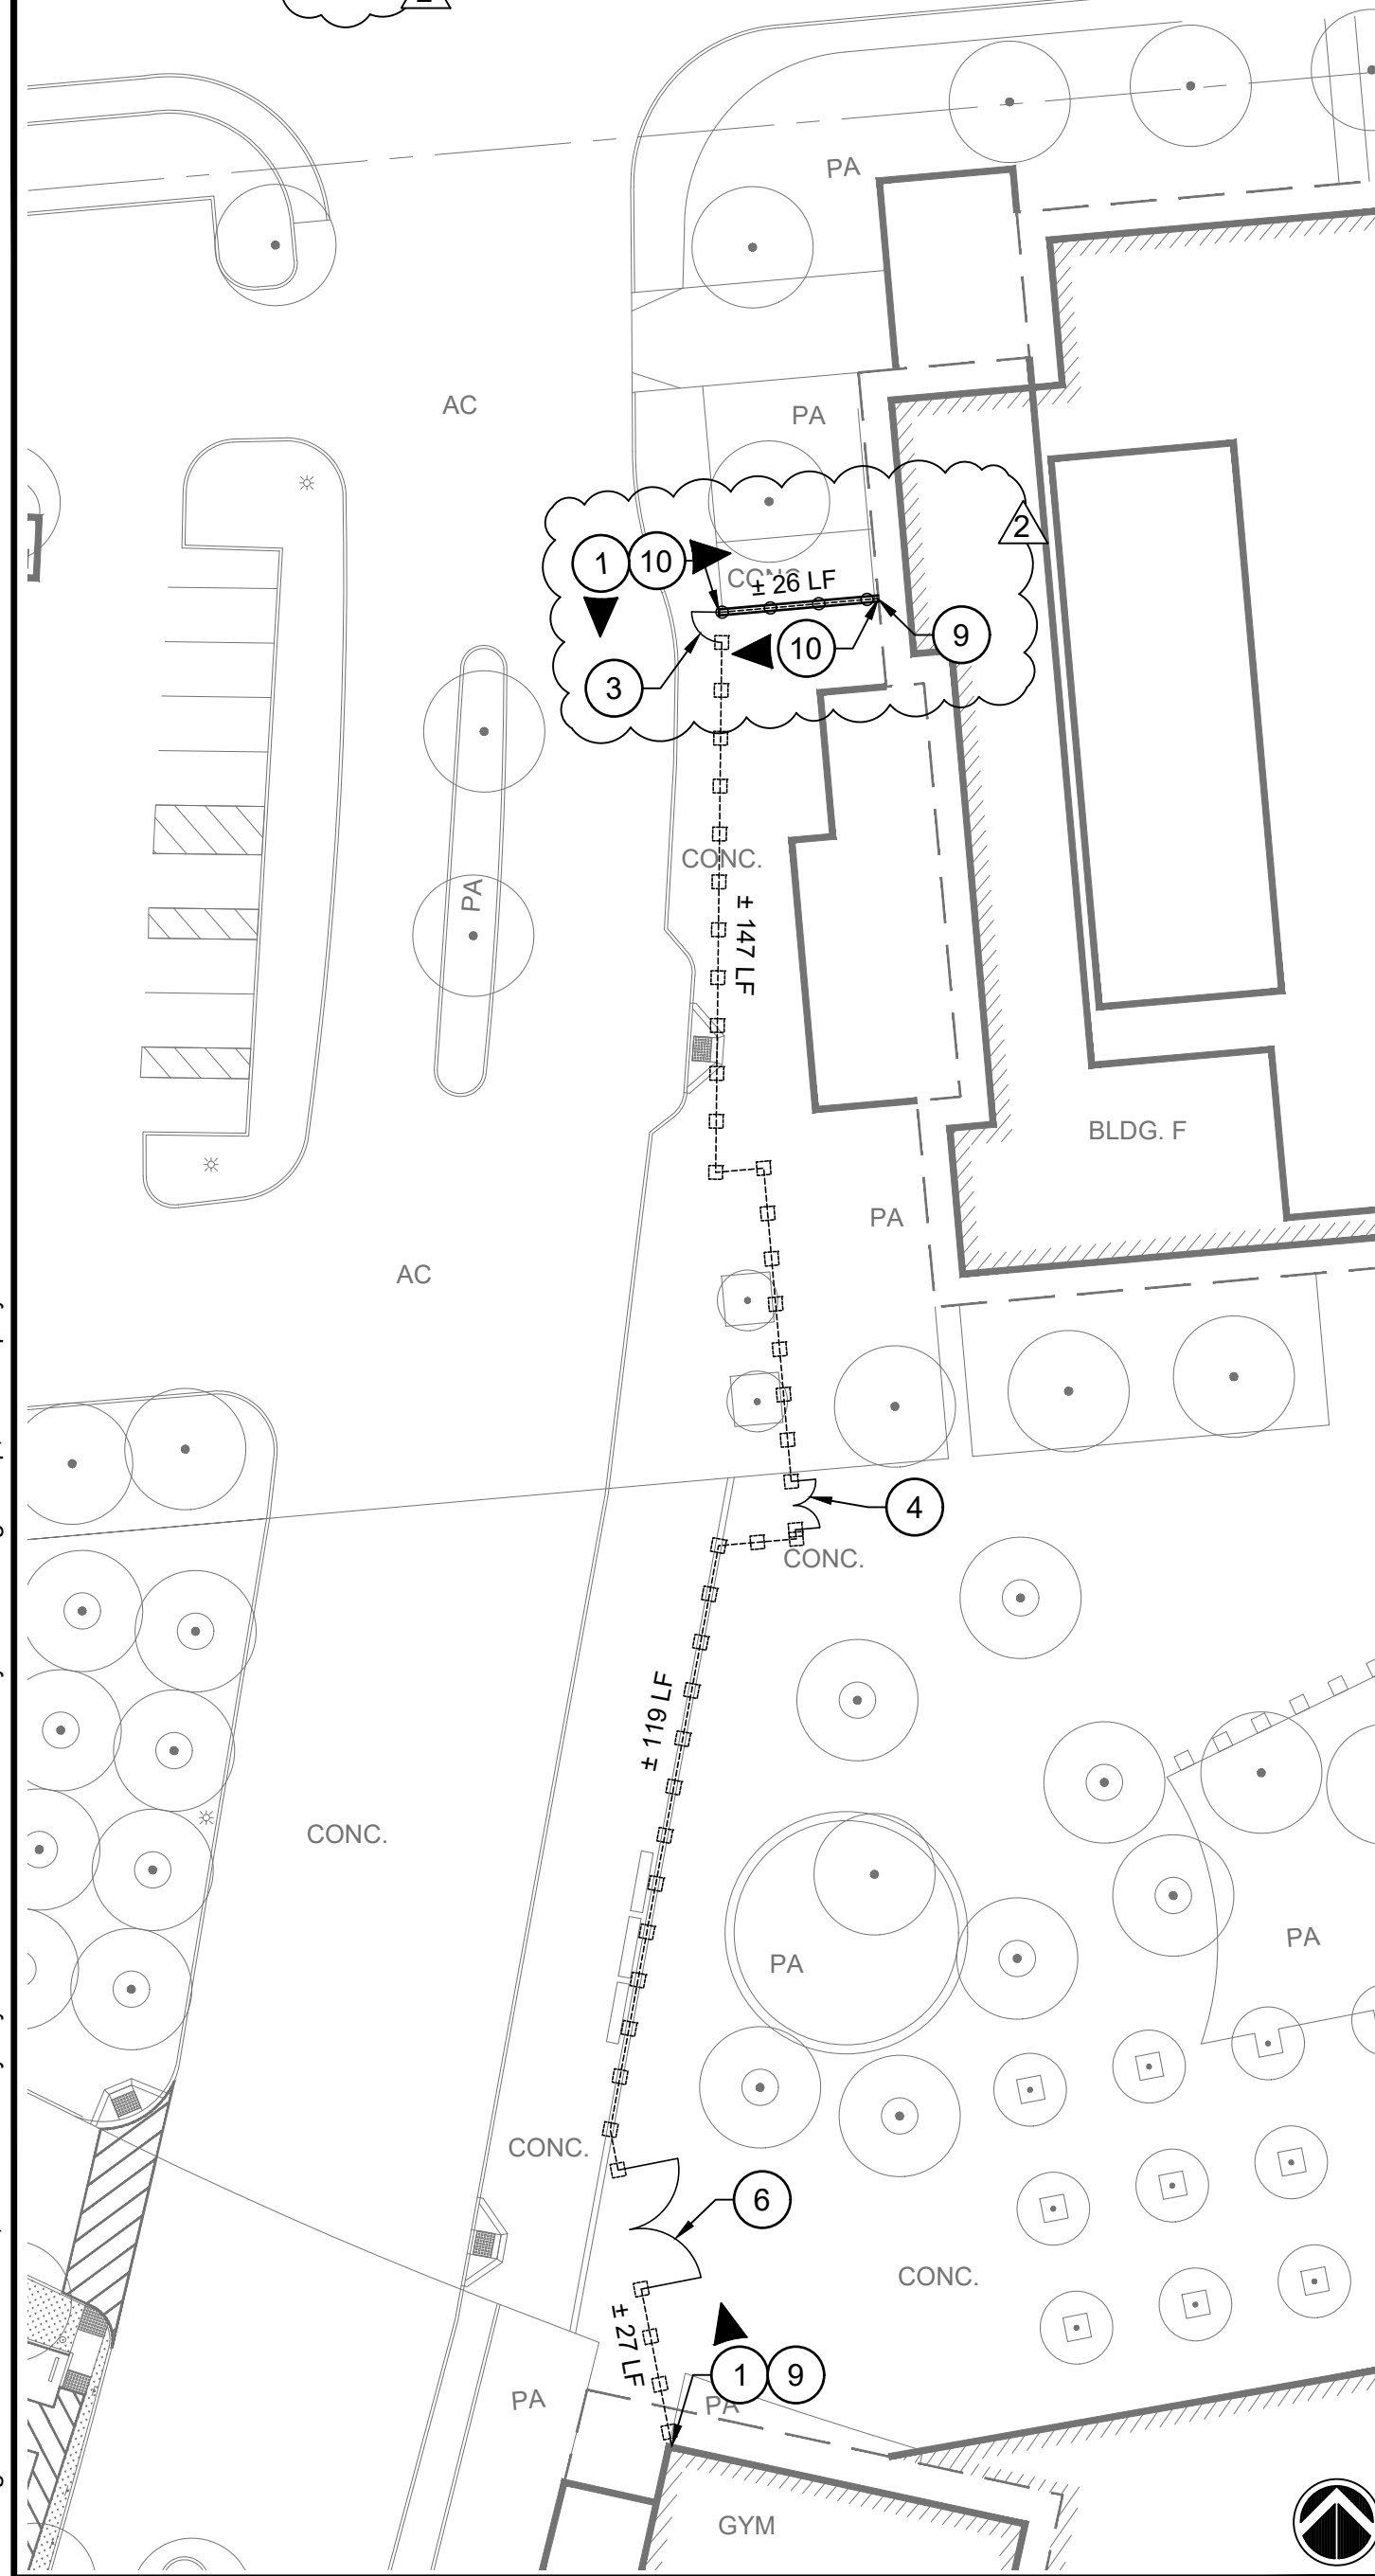 PA
AC
PA
2
1
10
CONC.
± 26 LF
10
9
3
CONC.
PA
± 147 LF
BLDG. F
PA
AC
4
CONC.
± 119 LF
CONC.
PA
PA
CONC.
6
CONC.
± 27 LF
1
9
PA
PA
GYM